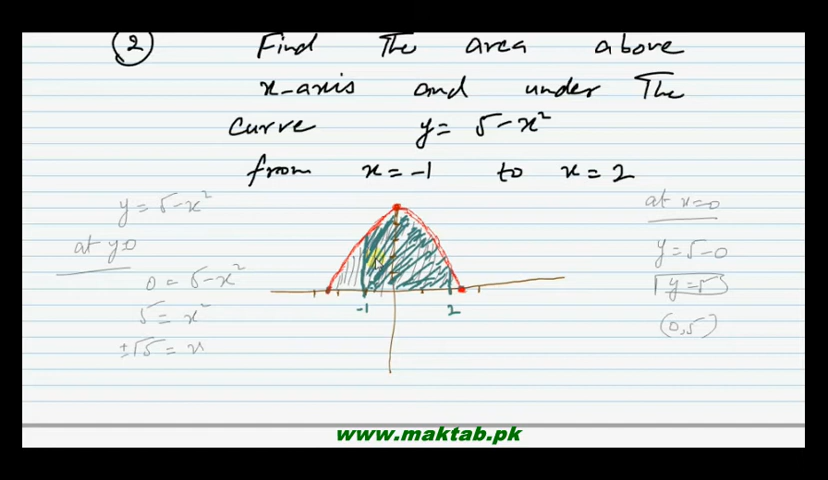 2 Find The area above
x-axis and under The
curve y = 5-x²
from x = -1 to x = 2
y = 5-x²
at y=0
0 = 5-x²
5 = x²
±√5 = x
at x=0
y = 5-0
y = 5
(0,5)
-1 2
www.maktab.pk